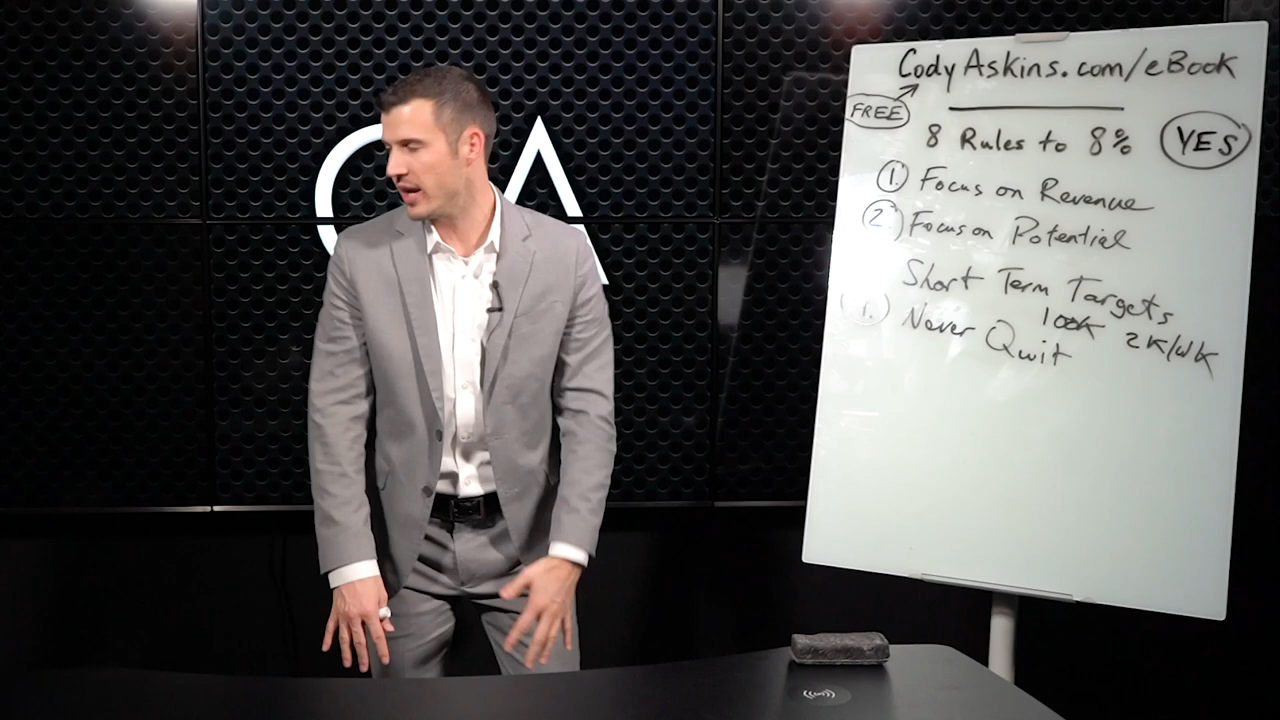 CA
CodyAskins.com/eBook
FREE
8 Rules to 8% YES
1. Focus on Revenue
2. Focus on Potential
Short Term Targets
100K 2K/WK
1. Never Quit